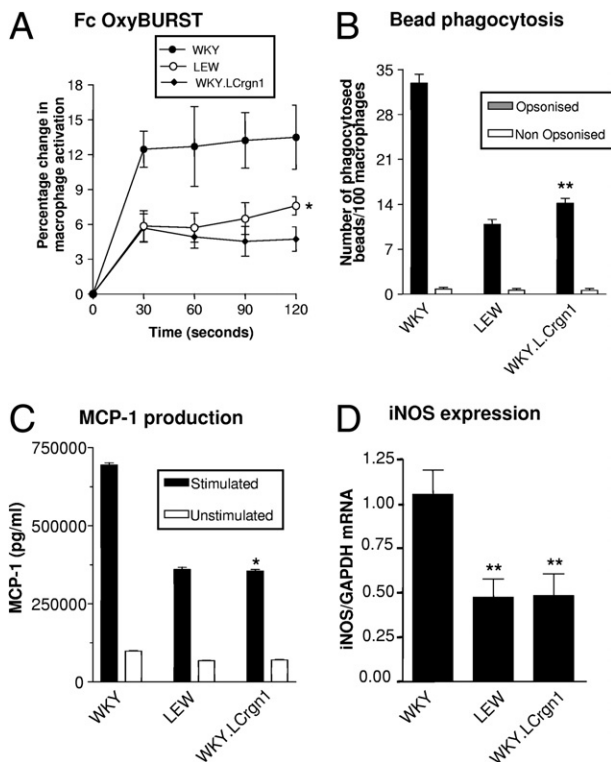 A
Fc OxyBURST
WKY
LEW
WKY.LCrgn1
Percentage change in
macrophage activation
18
15
12
9
6
3
0
*
0 30 60 90 120
Time (seconds)
B
Bead phagocytosis
Opsonised
Non Opsonised
Number of phagocytosed
beads/100 macrophages
35
28
21
14
7
0
**
WKY
LEW
WKY.L.Crgn1
C
MCP-1 production
Stimulated
Unstimulated
MCP-1 (pg/ml)
750000
500000
250000
0
*
WKY
LEW
WKY.LCrgn1
D
iNOS expression
iNOS/GAPDH mRNA
1.25
1.00
0.75
0.50
0.25
0.00
** **
WKY
LEW
WKY.LCrgn1